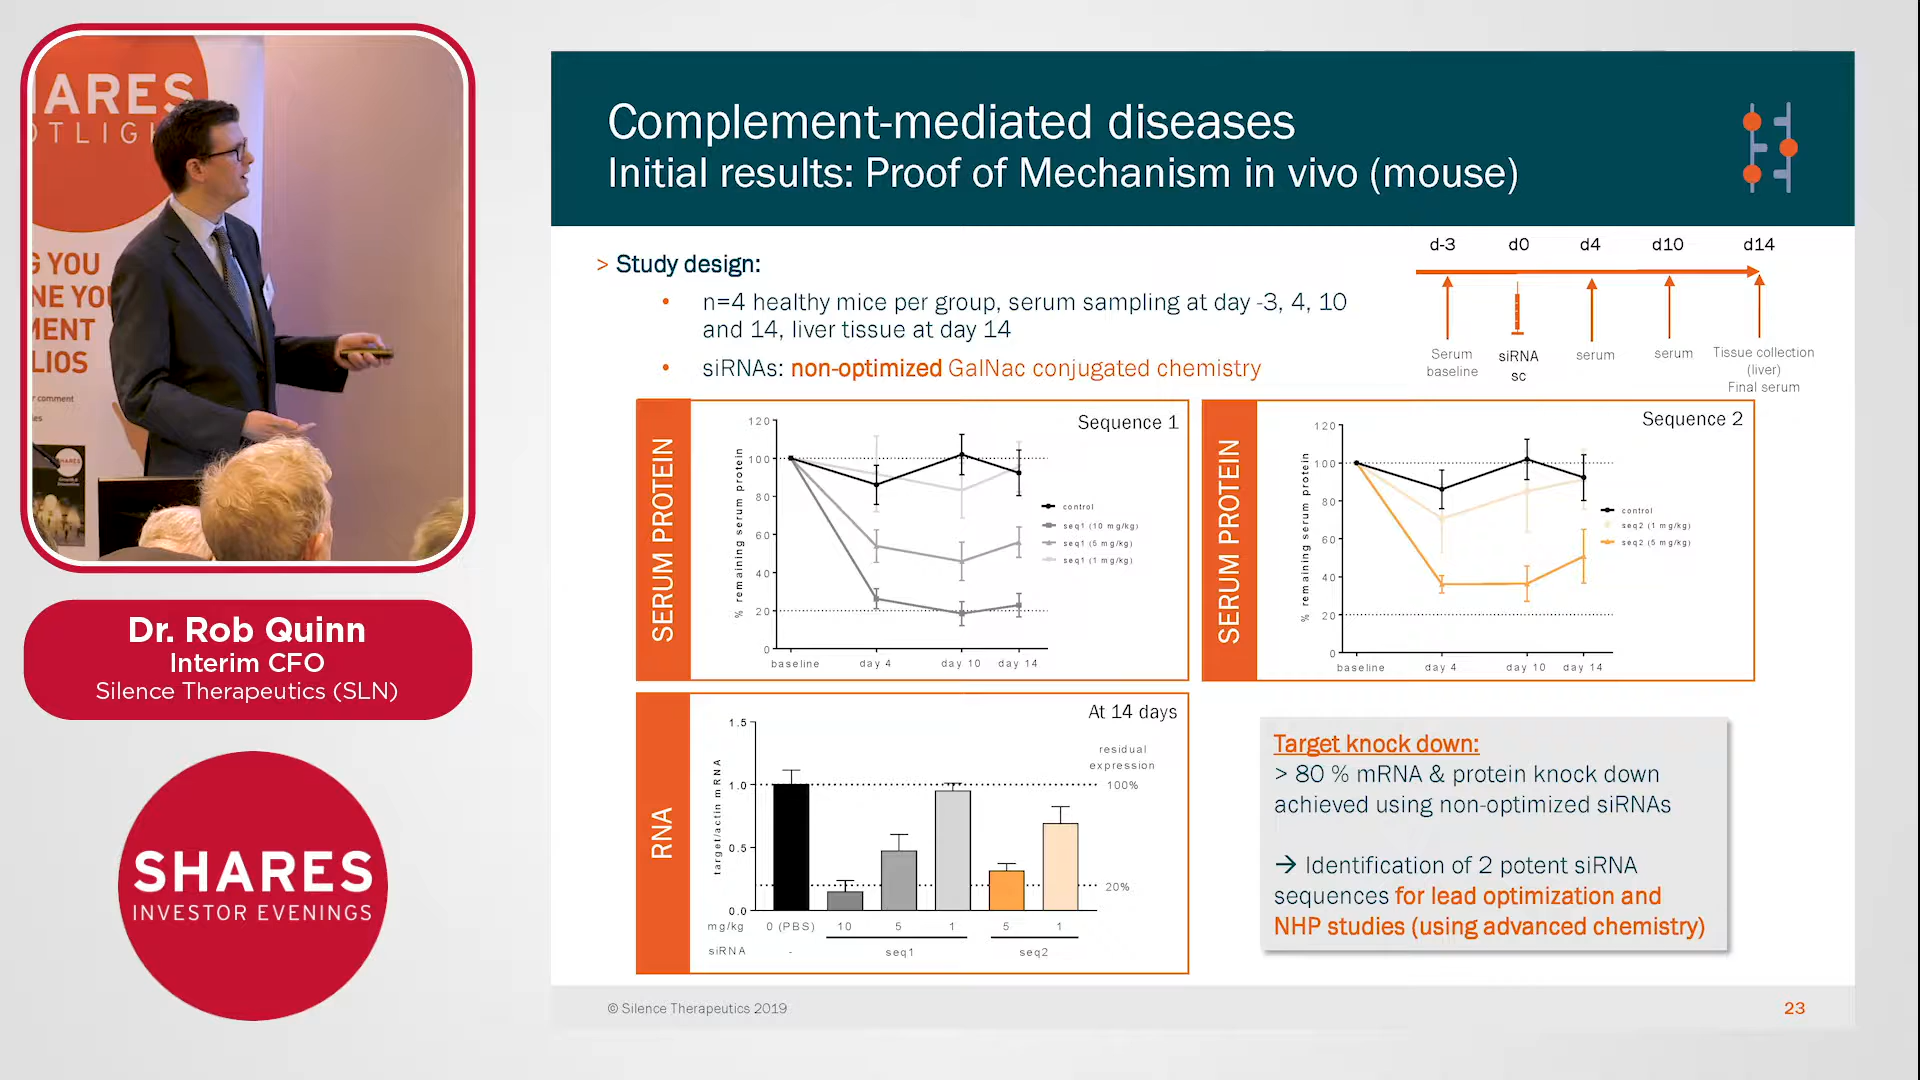 ARES
OTLIGH
G YOU
NE YOU
MENT
LIOS
r comment
les
SHARES
Dr. Rob Quinn
Interim CFO
Silence Therapeutics (SLN)
SHARES
INVESTOR EVENINGS
Complement-mediated diseases
Initial results: Proof of Mechanism in vivo (mouse)
> Study design:
• n=4 healthy mice per group, serum sampling at day -3, 4, 10
and 14, liver tissue at day 14
• siRNAs: non-optimized GalNac conjugated chemistry
d-3 d0 d4 d10 d14
Serum
baseline
siRNA
sc
serum
serum
Tissue collection
(liver)
Final serum
SERUM PROTEIN
Sequence 1
% remaining serum protein
120
100
80
60
40
20
0
baseline day 4 day 10 day 14
control
seq1 (10 mg/kg)
seq1 (5 mg/kg)
seq1 (1 mg/kg)
SERUM PROTEIN
Sequence 2
% remaining serum protein
120
100
80
60
40
20
0
baseline day 4 day 10 day 14
control
seq2 (1 mg/kg)
seq2 (5 mg/kg)
RNA
At 14 days
target/actin mRNA
1.5
1.0
0.5
0.0
residual
expression
100%
20%
mg/kg 0 (PBS) 10 5 1 5 1
siRNA - seq1 seq2
Target knock down:
> 80 % mRNA & protein knock down
achieved using non-optimized siRNAs
→ Identification of 2 potent siRNA
sequences for lead optimization and
NHP studies (using advanced chemistry)
© Silence Therapeutics 2019
23